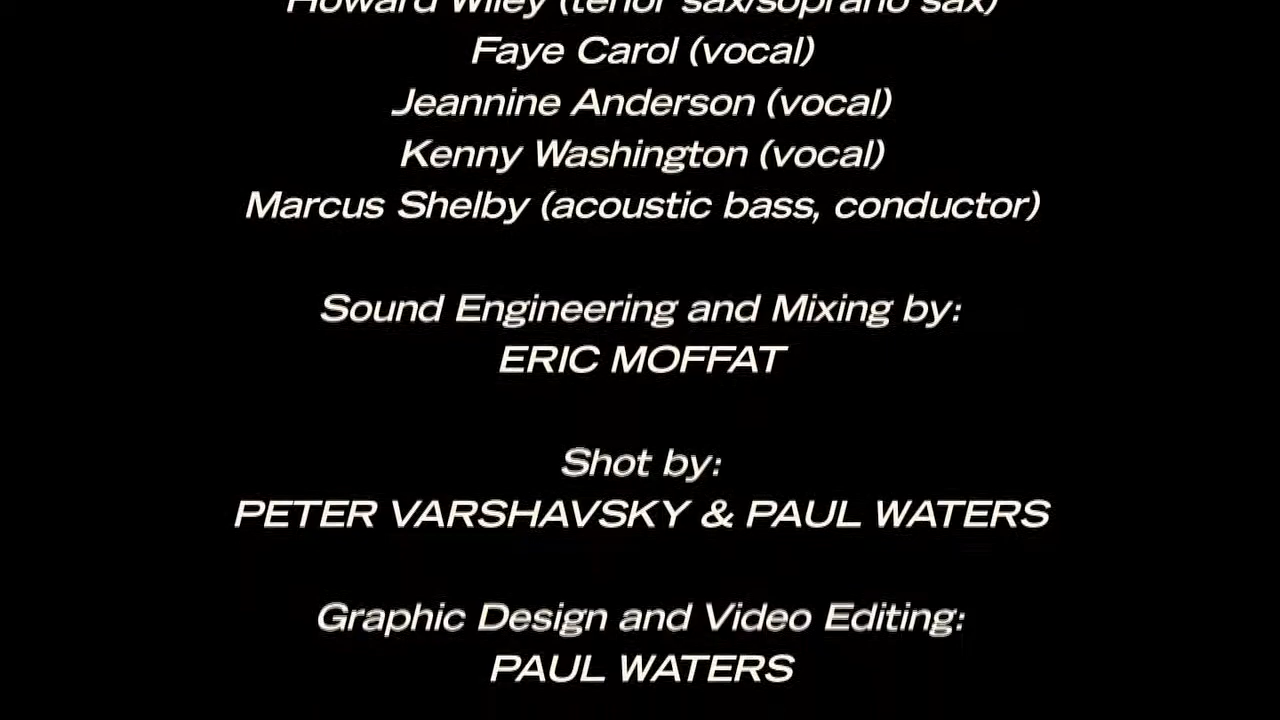 Howard Wiley (tenor sax/soprano sax)
Faye Carol (vocal)
Jeannine Anderson (vocal)
Kenny Washington (vocal)
Marcus Shelby (acoustic bass, conductor)
Sound Engineering and Mixing by:
ERIC MOFFAT
Shot by:
PETER VARSHAVSKY & PAUL WATERS
Graphic Design and Video Editing:
PAUL WATERS